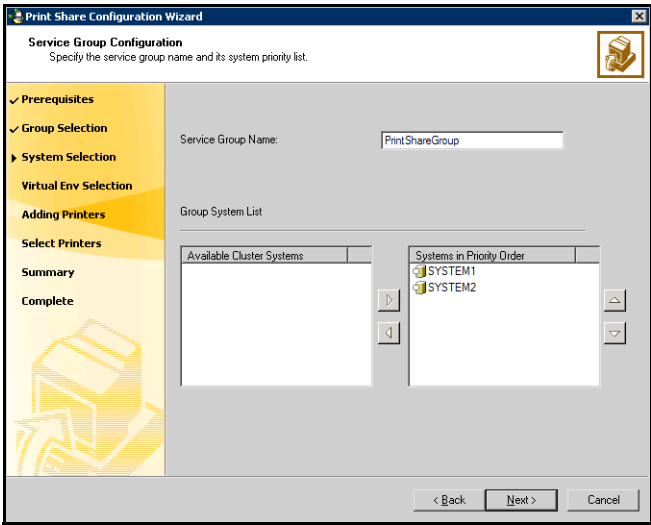 Print Share Configuration Wizard
Service Group Configuration
Specify the service group name and its system priority list.
Prerequisites
Group Selection
System Selection
Virtual Env Selection
Adding Printers
Select Printers
Summary
Complete
Service Group Name:
PrintShareGroup
Group System List
Available Cluster Systems
Systems in Priority Order
SYSTEM1
SYSTEM2
< Back
Next >
Cancel